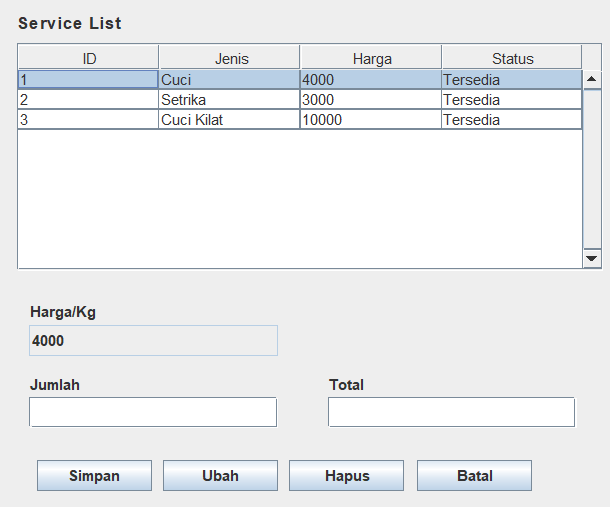 Service List
ID Jenis Harga Status
1 Cuci 4000 Tersedia
2 Setrika 3000 Tersedia
3 Cuci Kilat 10000 Tersedia
Harga/Kg
4000
Jumlah Total
Simpan Ubah Hapus Batal